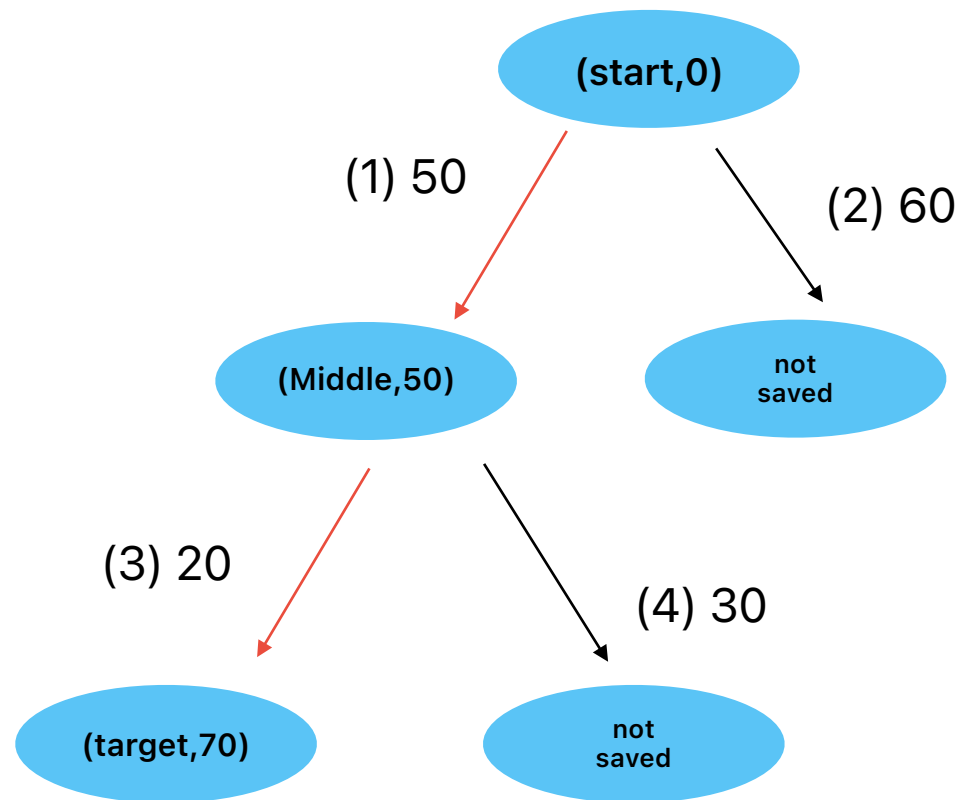 (start,0)
(1) 50
(2) 60
(Middle,50)
not
saved
(3) 20
(4) 30
(target,70)
not
saved